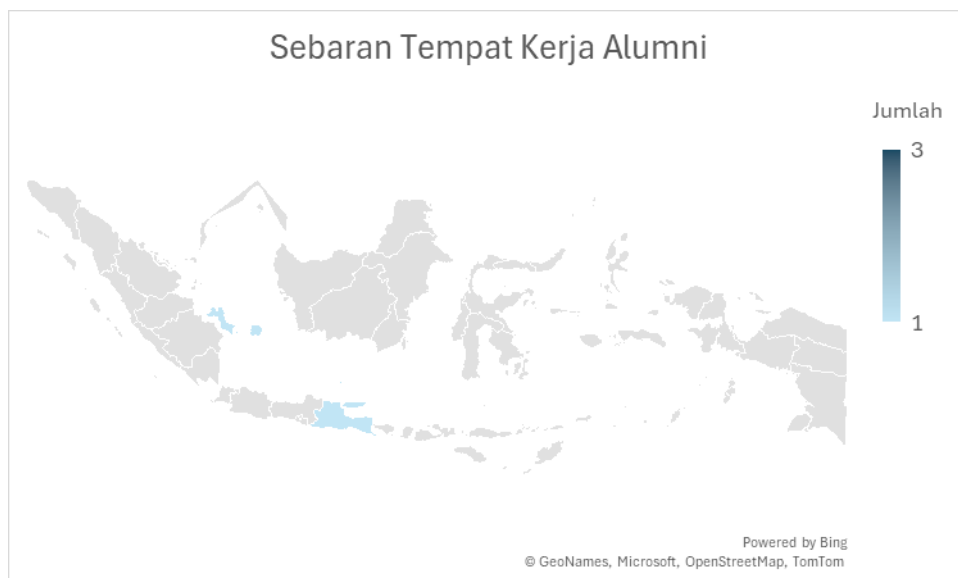 Sebaran Tempat Kerja Alumni
Jumlah
3
1
Powered by Bing
© GeoNames, Microsoft, OpenStreetMap, TomTom